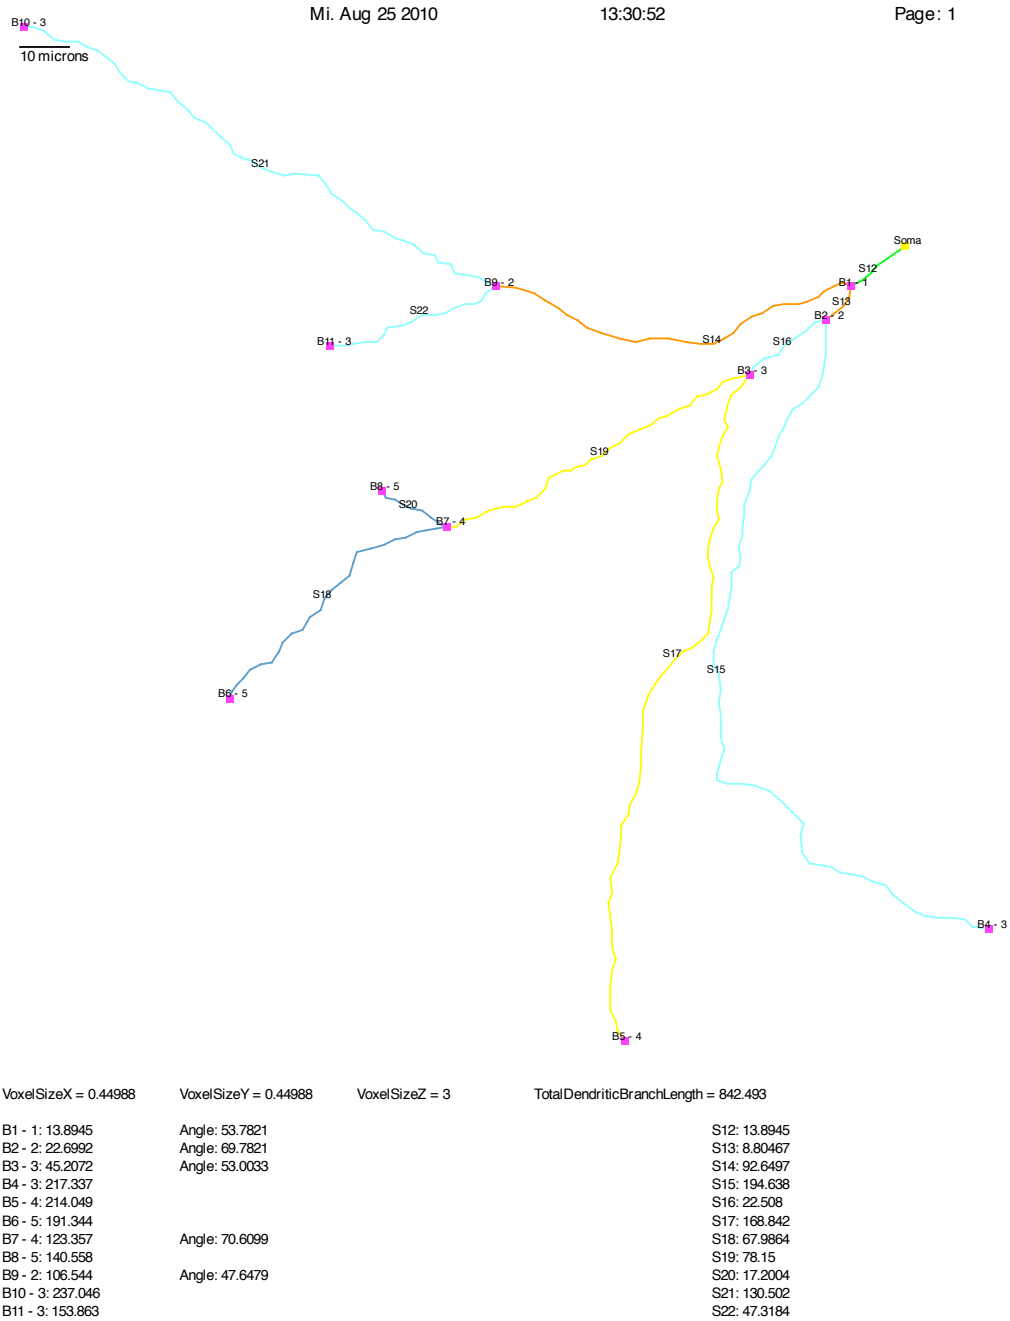 Mi. Aug 25 2010 13:30:52 Page: 1
B10 - 3
10 microns
S21
Soma
S12
B9 - 2
B1 - 1
S13
S22
B2 - 2
B11 - 3
S14
S16
B3 - 3
S19
B8 - 5
S20
B7 - 4
S18
S17
S15
B6 - 5
B4 - 3
B5 - 4
VoxelSizeX = 0.44988 VoxelSizeY = 0.44988 VoxelSizeZ = 3 TotalDendriticBranchLength = 842.493
B1 - 1: 13.8945 Angle: 53.7821 S12: 13.8945
B2 - 2: 22.6992 Angle: 69.7821 S13: 8.80467
B3 - 3: 45.2072 Angle: 53.0033 S14: 92.6497
B4 - 3: 217.337 S15: 194.638
B5 - 4: 214.049 S16: 22.508
B6 - 5: 191.344 S17: 168.842
B7 - 4: 123.357 Angle: 70.6099 S18: 67.9864
B8 - 5: 140.558 S19: 78.15
B9 - 2: 106.544 Angle: 47.6479 S20: 17.2004
B10 - 3: 237.046 S21: 130.502
B11 - 3: 153.863 S22: 47.3184